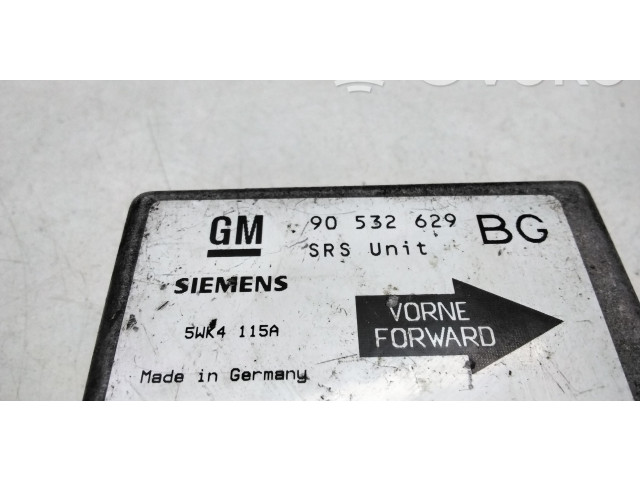 GM 90 532 629 BG
SRS Unit
SIEMENS
VORNE
FORWARD
5WK4 115A
Made in Germany